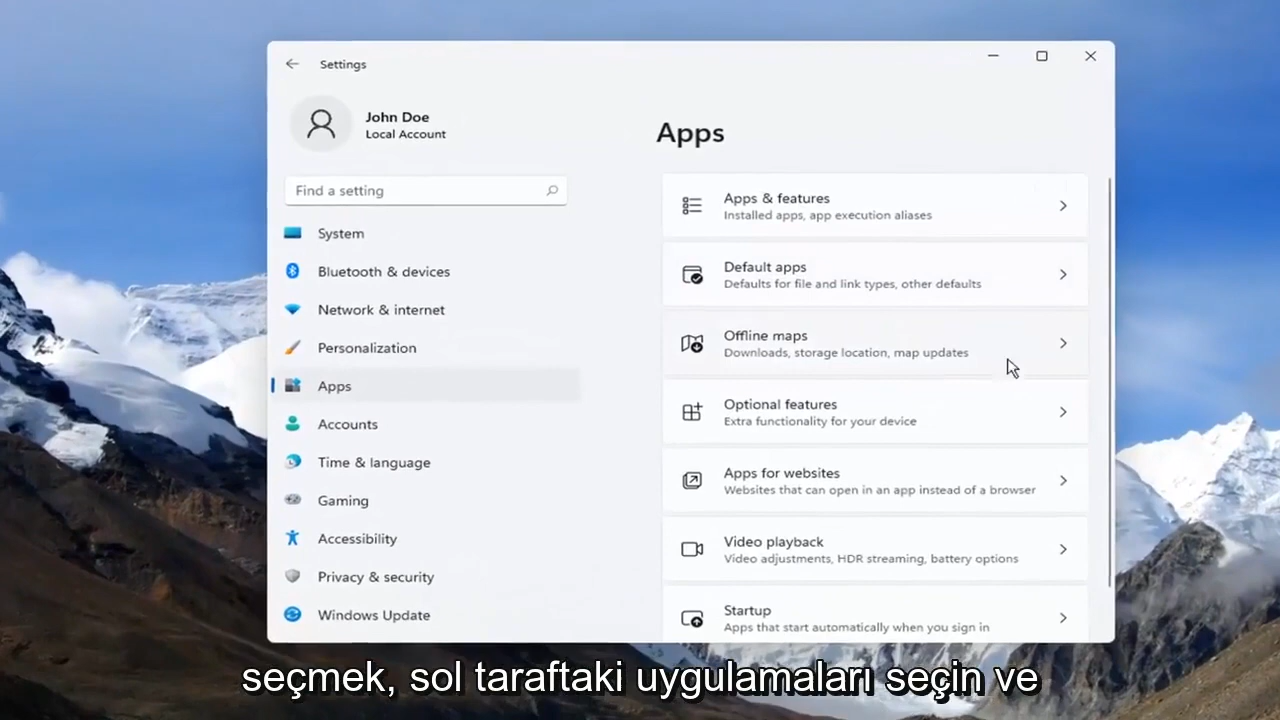 Settings
John Doe
Local Account
Find a setting
System
Bluetooth & devices
Network & internet
Personalization
Apps
Accounts
Time & language
Gaming
Accessibility
Privacy & security
Windows Update
Apps
Apps & features
Installed apps, app execution aliases
Default apps
Defaults for file and link types, other defaults
Offline maps
Downloads, storage location, map updates
Optional features
Extra functionality for your device
Apps for websites
Websites that can open in an app instead of a browser
Video playback
Video adjustments, HDR streaming, battery options
Startup
Apps that start automatically when you sign in
seçmek, sol taraftaki uygulamaları seçin ve